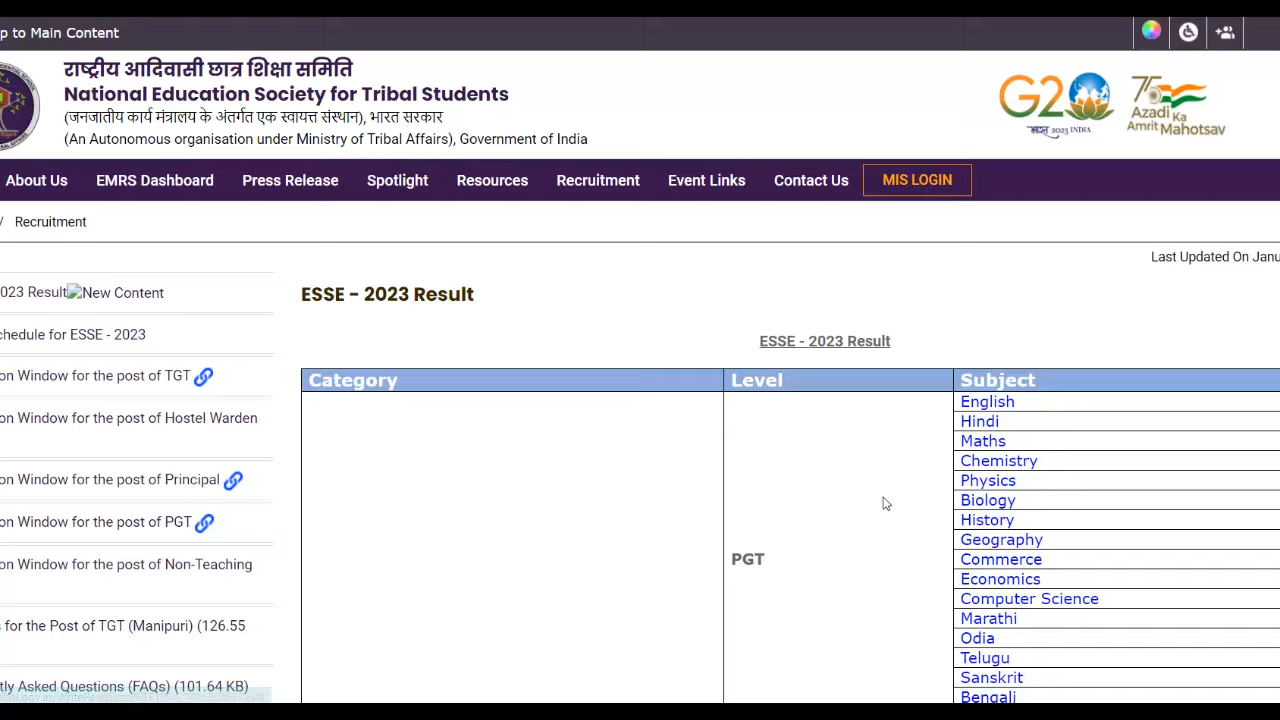 p to Main Content
राष्ट्रीय आदिवासी छात्र शिक्षा समिति
National Education Society for Tribal Students
(जनजातीय कार्य मंत्रालय के अंतर्गत एक स्वायत्त संस्थान), भारत सरकार
(An Autonomous organisation under Ministry of Tribal Affairs), Government of India
G20
भारत 2023 INDIA
75
Azadi Ka
Amrit Mahotsav
About Us EMRS Dashboard Press Release Spotlight Resources Recruitment Event Links Contact Us MIS LOGIN
/ Recruitment
Last Updated On Janu
023 Result New Content
chedule for ESSE - 2023
on Window for the post of TGT
on Window for the post of Hostel Warden
on Window for the post of Principal
on Window for the post of PGT
on Window for the post of Non-Teaching
s for the Post of TGT (Manipuri) (126.55
tly Asked Questions (FAQs) (101.64 KB)
ESSE - 2023 Result
ESSE - 2023 Result
Category Level Subject
PGT
English
Hindi
Maths
Chemistry
Physics
Biology
History
Geography
Commerce
Economics
Computer Science
Marathi
Odia
Telugu
Sanskrit
Bengali